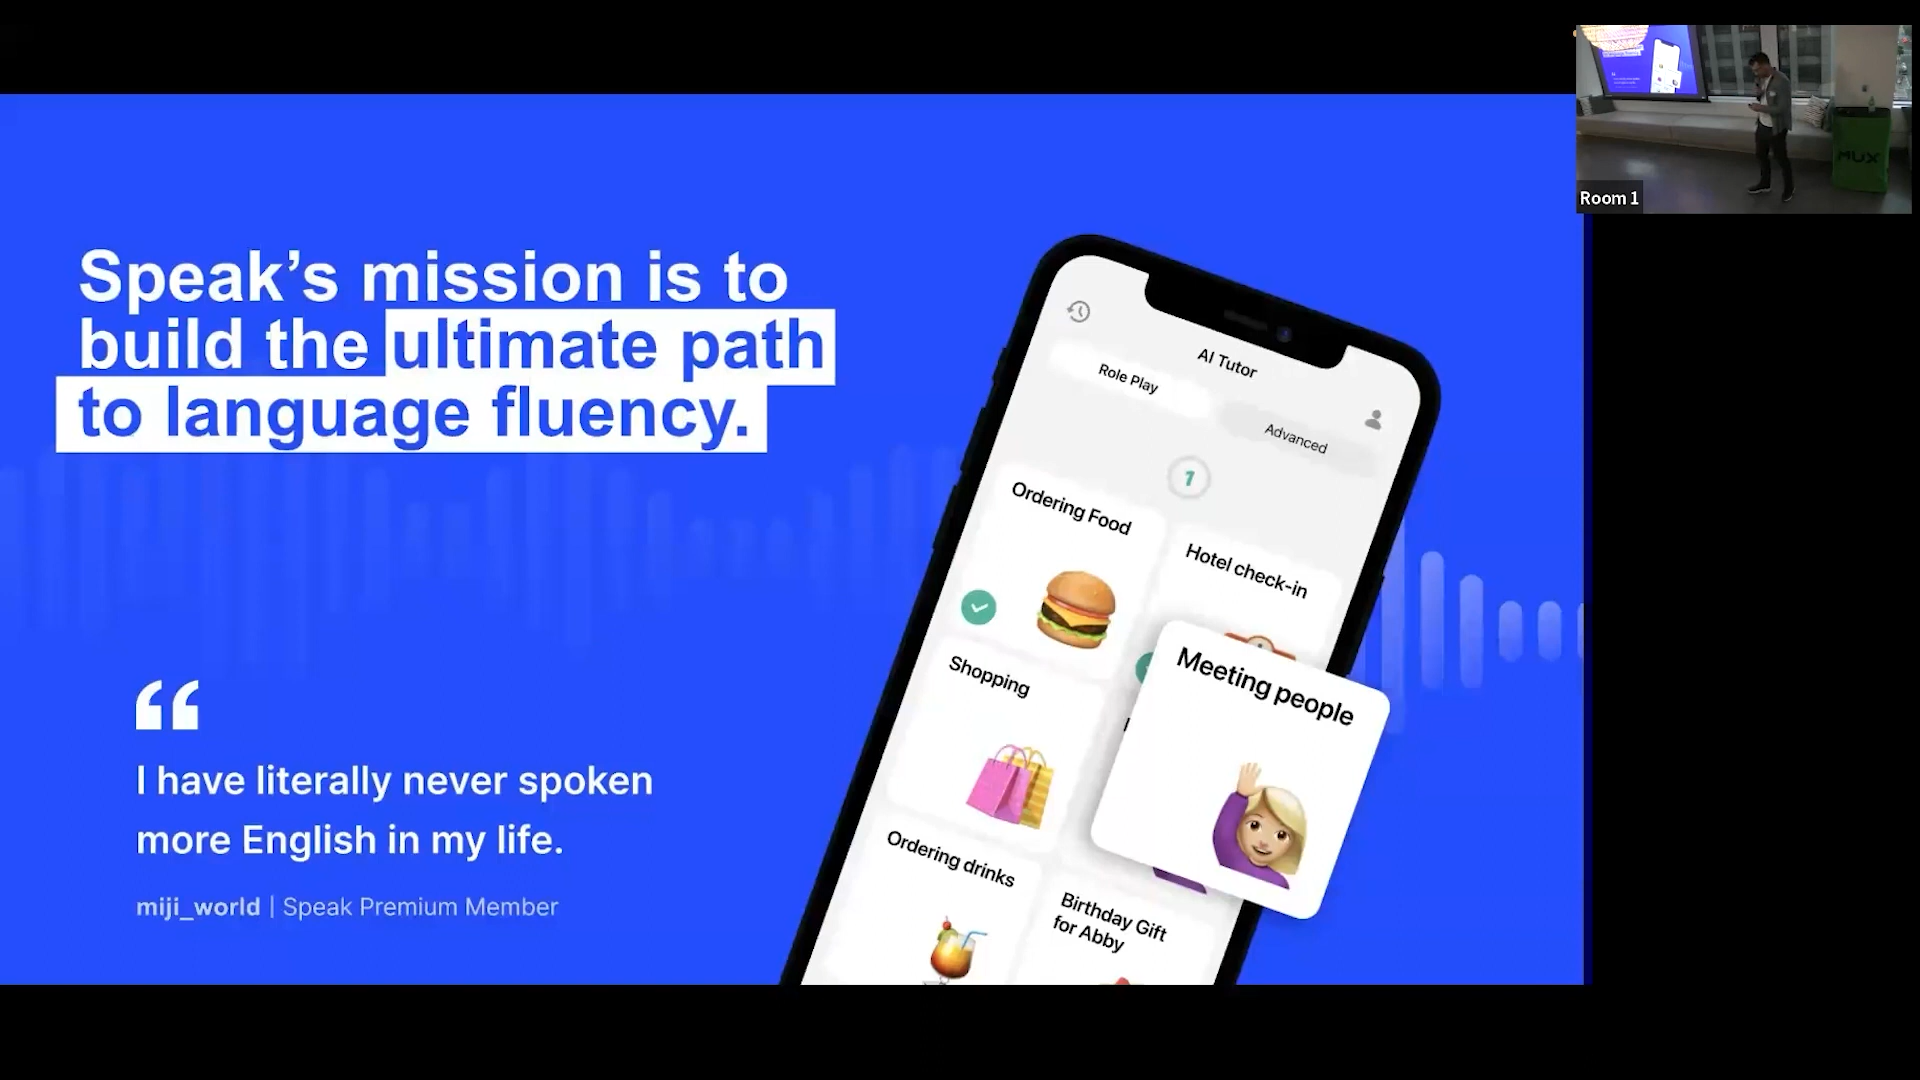 Speak’s mission is to
build the ultimate path
to language fluency.
“
I have literally never spoken
more English in my life.
miji_world | Speak Premium Member
AI Tutor
Role Play
Advanced
1
Ordering Food
Hotel check-in
Shopping
Meeting people
Ordering drinks
Birthday Gift
for Abby
MUX
Room 1